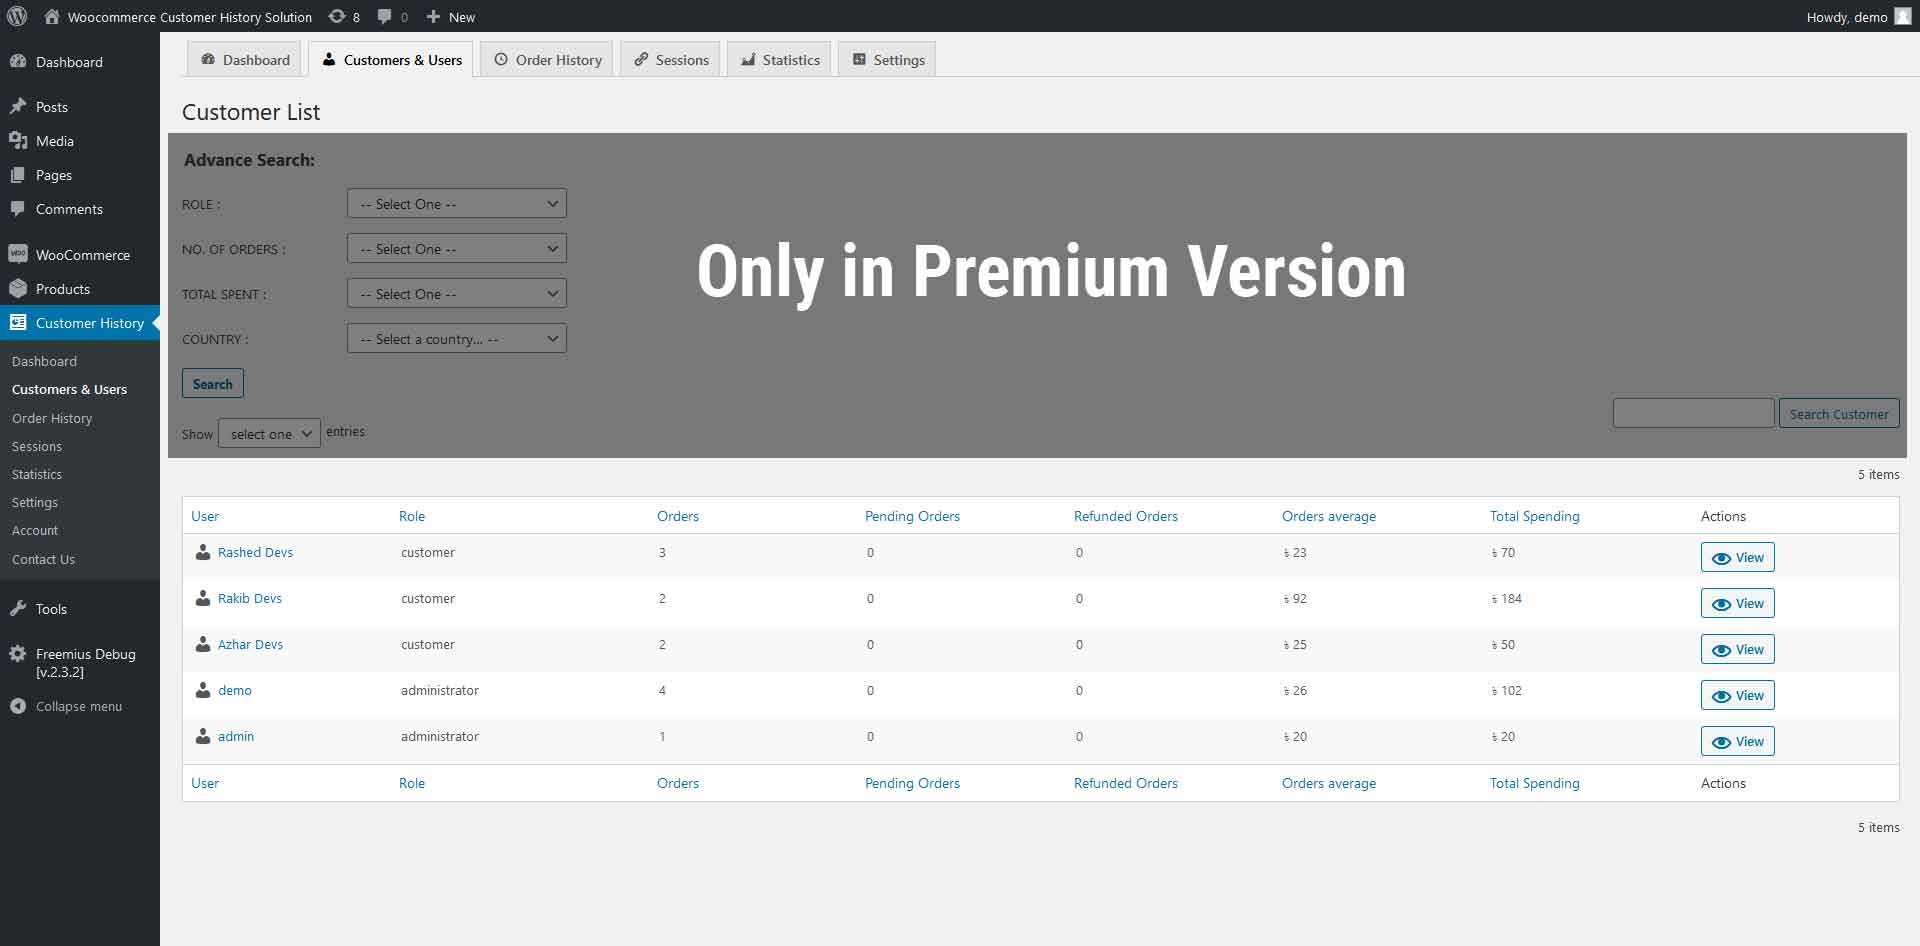 Woocommerce Customer History Solution 8 0 New Howdy, demo
Dashboard
Posts
Media
Pages
Comments
WooCommerce
Products
Customer History
Dashboard
Customers & Users
Order History
Sessions
Statistics
Settings
Account
Contact Us
Tools
Freemius Debug
[v.2.3.2]
Collapse menu
Dashboard Customers & Users Order History Sessions Statistics Settings
Customer List
Advance Search:
ROLE : -- Select One --
NO. OF ORDERS : -- Select One --
TOTAL SPENT : -- Select One --
COUNTRY : -- Select a country... --
Only in Premium Version
Search
Show select one entries
Search Customer
5 items
User Role Orders Pending Orders Refunded Orders Orders average Total Spending Actions
Rashed Devs customer 3 0 0 ৳ 23 ৳ 70 View
Rakib Devs customer 2 0 0 ৳ 92 ৳ 184 View
Azhar Devs customer 2 0 0 ৳ 25 ৳ 50 View
demo administrator 4 0 0 ৳ 26 ৳ 102 View
admin administrator 1 0 0 ৳ 20 ৳ 20 View
User Role Orders Pending Orders Refunded Orders Orders average Total Spending Actions
5 items